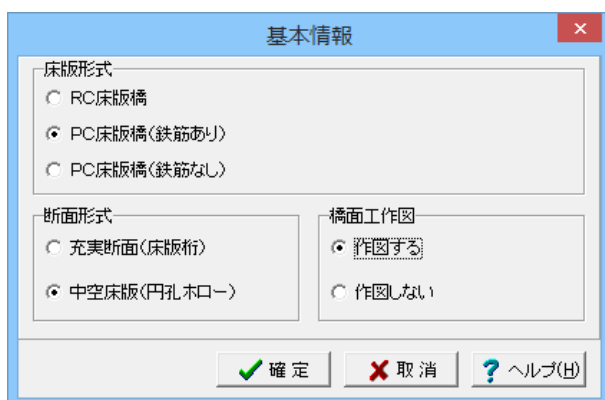 基本情報
床版形式
RC床版橋
PC床版橋(鉄筋あり)
PC床版橋(鉄筋なし)
断面形式
充実断面(床版桁)
中空床版(円孔ホロー)
橋面工作図
作図する
作図しない
確定
取消
ヘルプ(H)